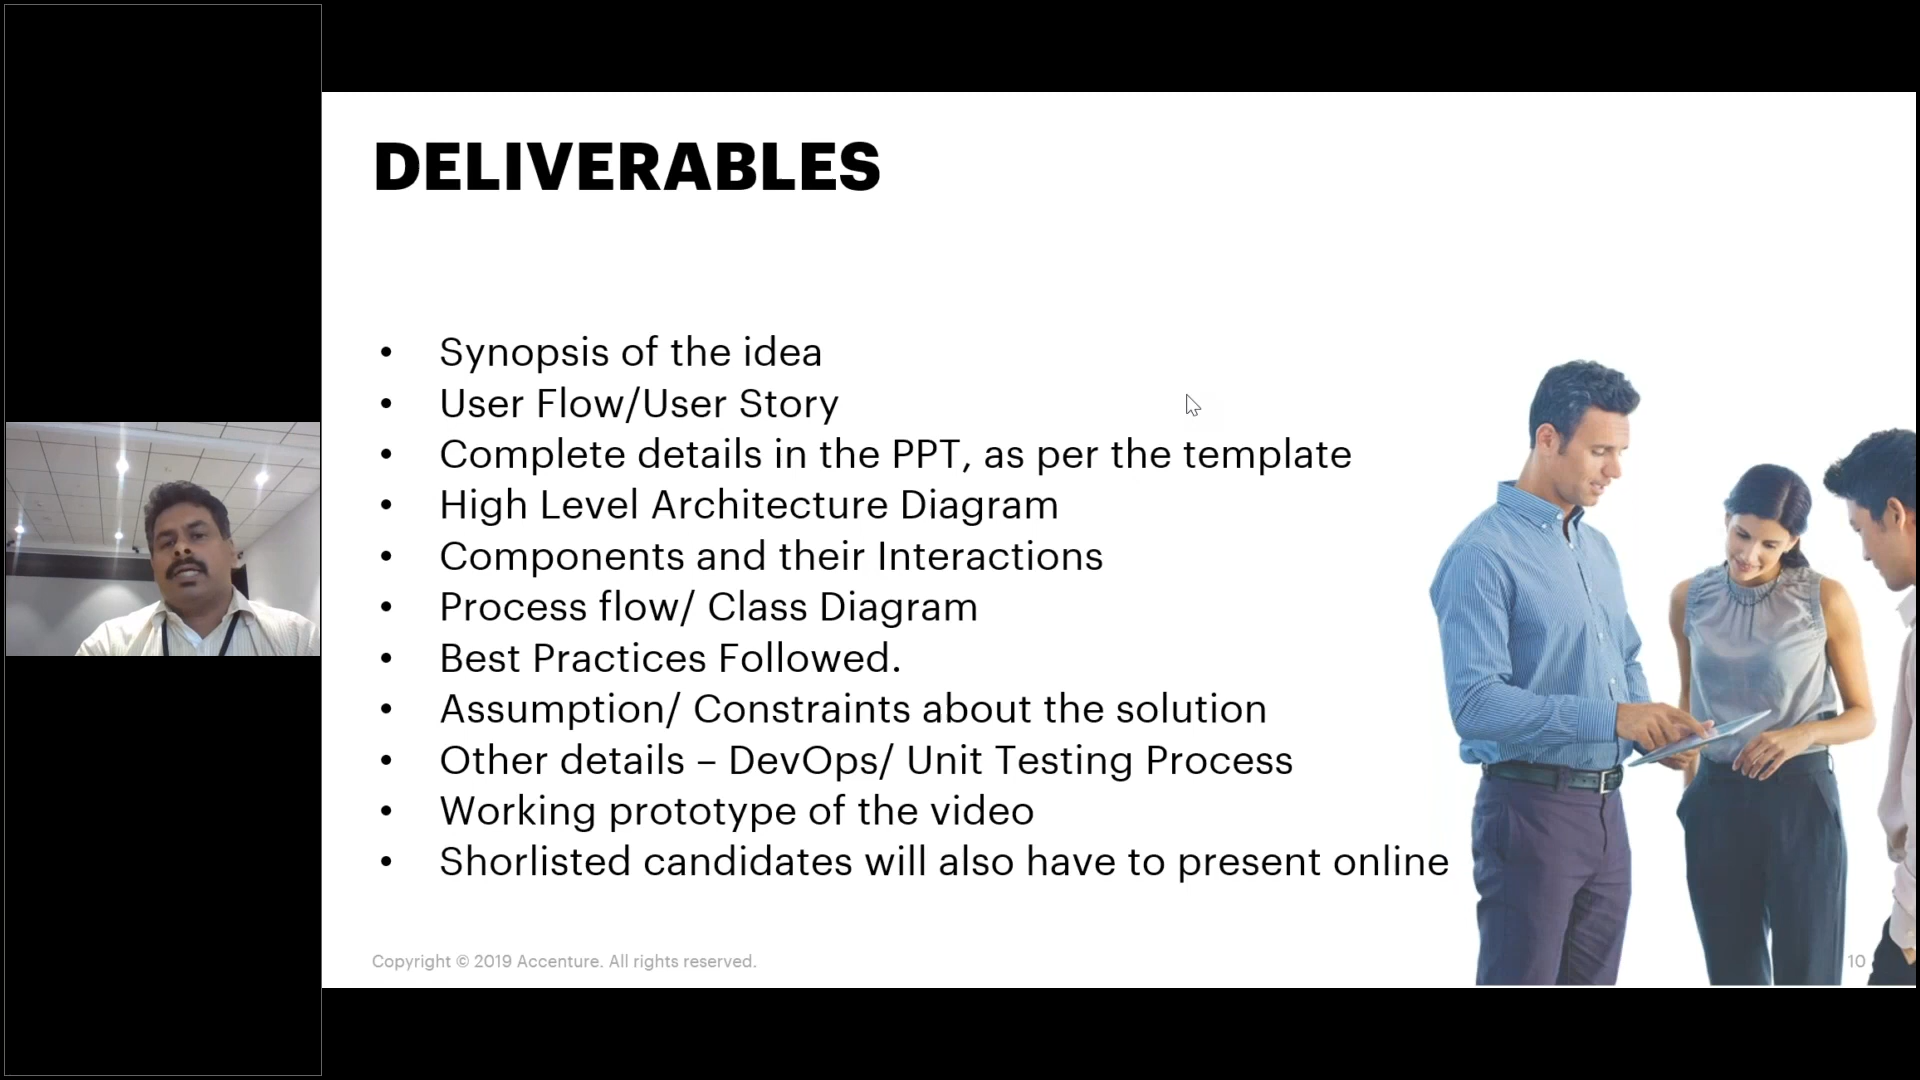 DELIVERABLES
• Synopsis of the idea
• User Flow/User Story
• Complete details in the PPT, as per the template
• High Level Architecture Diagram
• Components and their Interactions
• Process flow/ Class Diagram
• Best Practices Followed.
• Assumption/ Constraints about the solution
• Other details – DevOps/ Unit Testing Process
• Working prototype of the video
• Shorlisted candidates will also have to present online
Copyright © 2019 Accenture. All rights reserved.
10